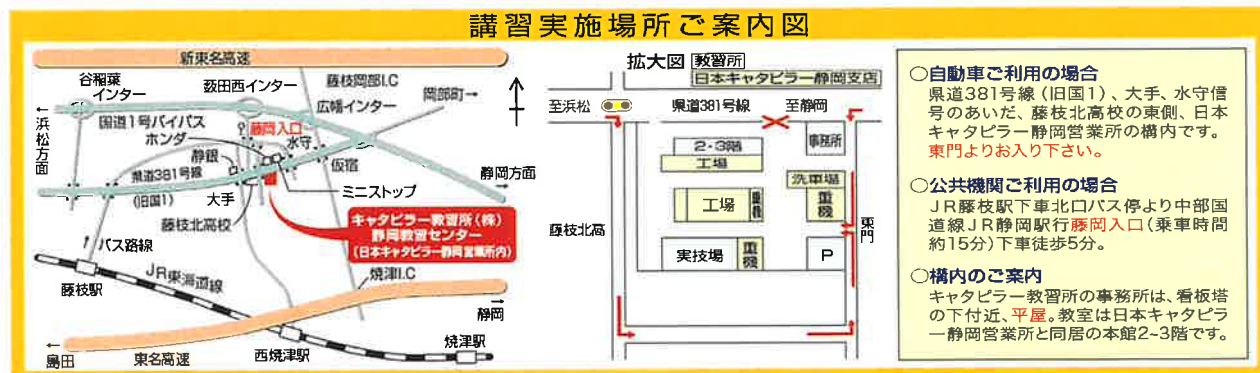 講習実施場所ご案内図
新東名高速
谷稲葉
インター
薮田西インター
藤枝岡部I.C
広幡インター
岡部町→
←浜松方面
国道1号バイパス
藤岡入口
ホンダ
水守
静銀
仮宿
県道381号線
(旧国1)
大手
ミニストップ
静岡方面
→
藤枝北高校
キャタピラー教習所(株)
静岡教習センター
(日本キャタピラー静岡営業所内)
バス路線
JR東海道線
藤枝駅
焼津I.C
→
静岡
←
島田
東名高速
西焼津駅
焼津駅
拡大図
教習所
日本キャタピラー静岡支店
至浜松
県道381号線
至静岡
2・3階
工場
事務所
洗車場
重機
工場
重機
藤枝北高
東門
実技場
重機
P
○自動車ご利用の場合
県道381号線(旧国1)、大手、水守信
号のあいだ、藤枝北高校の東側、日本
キャタピラー静岡営業所の構内です。
東門よりお入り下さい。
○公共機関ご利用の場合
JR藤枝駅下車北口バス停より中部国
道線JR静岡駅行藤岡入口(乗車時間
約15分)下車徒歩5分。
○構内のご案内
キャタピラー教習所の事務所は、看板塔
の下付近、平屋。教室は日本キャタピラ
ー静岡営業所と同居の本館2~3階です。